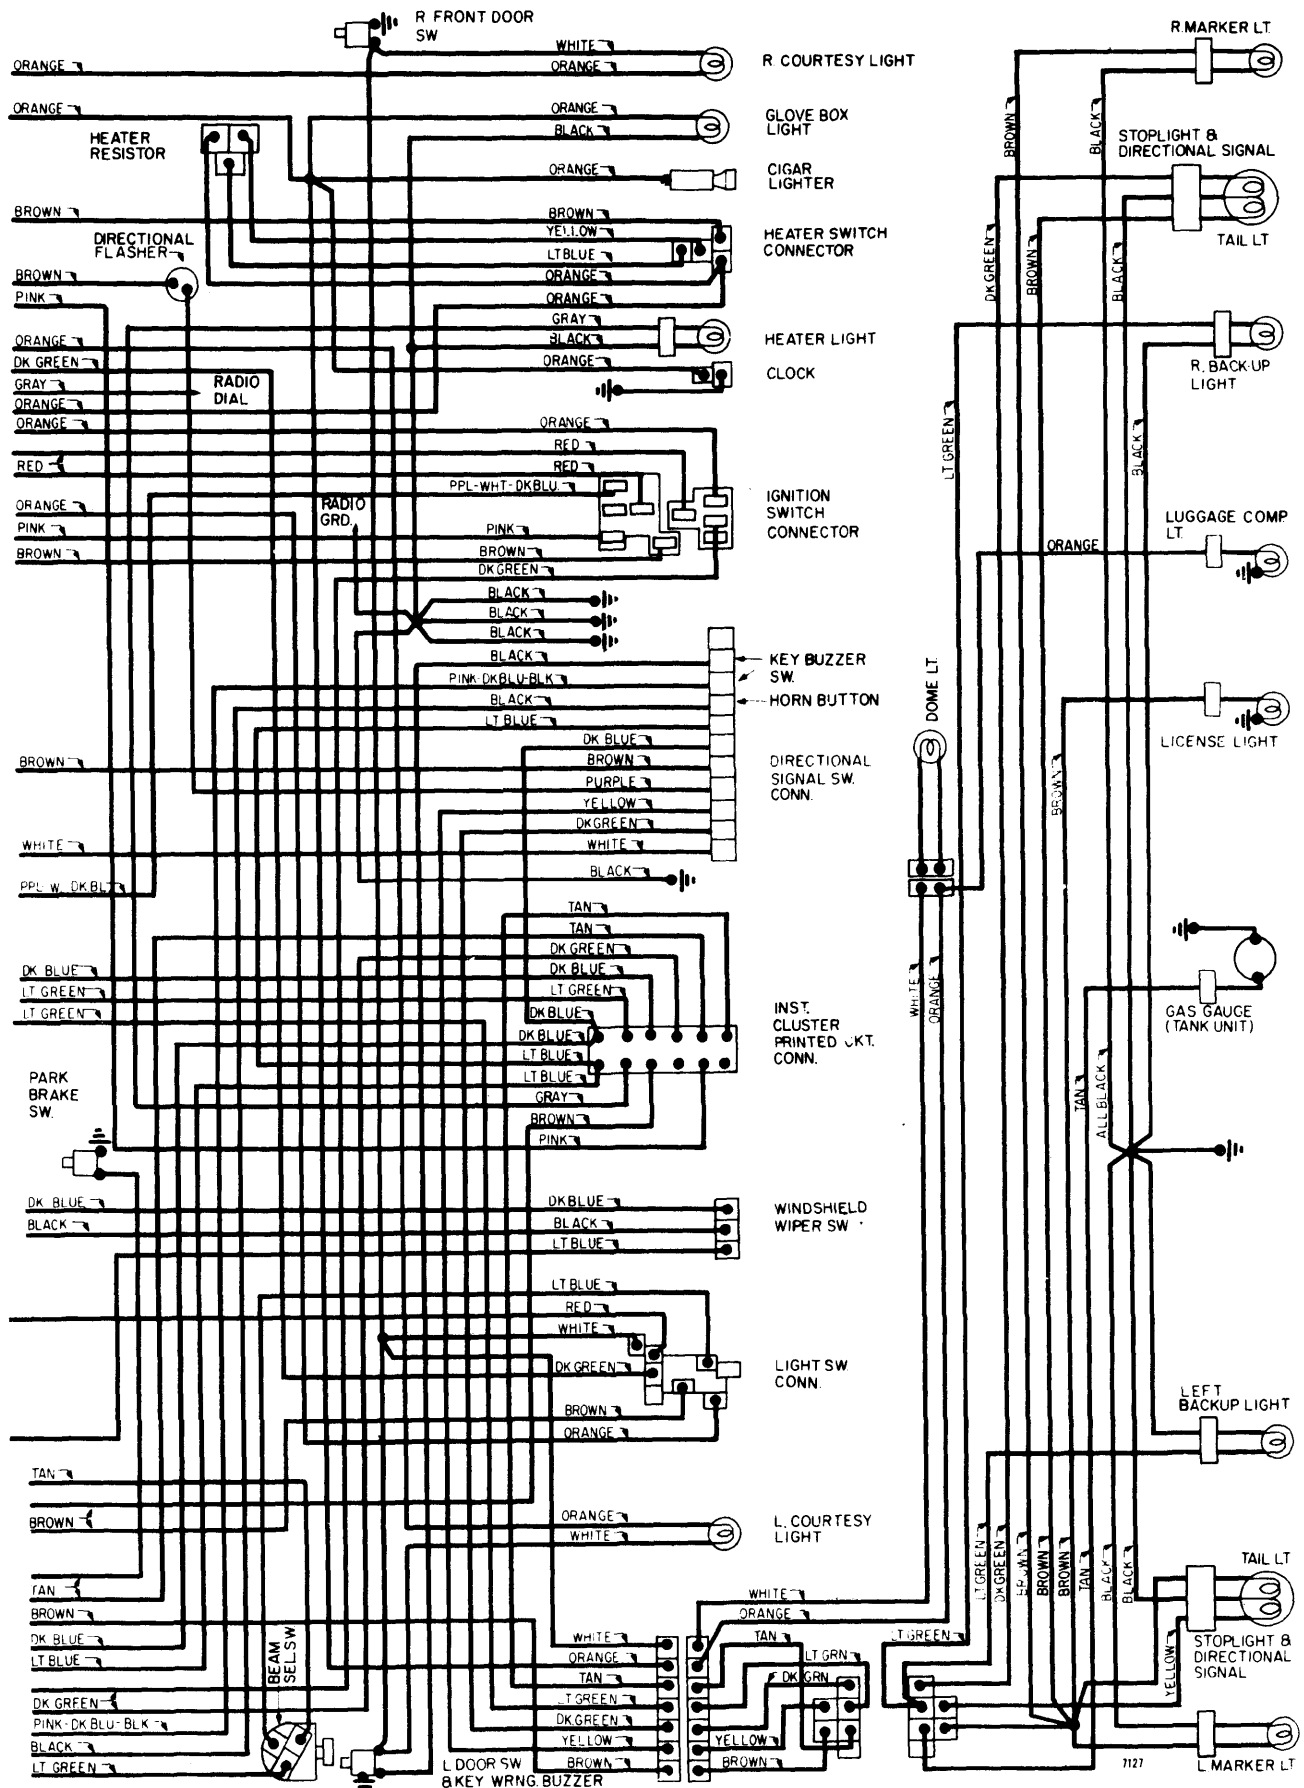 R FRONT DOOR
SW
WHITE
ORANGE
ORANGE
R. COURTESY LIGHT
R. MARKER LT.
ORANGE
ORANGE
BLACK
GLOVE BOX
LIGHT
HEATER
RESISTOR
BROWN
BLACK
STOPLIGHT &
DIRECTIONAL SIGNAL
ORANGE
CIGAR
LIGHTER
BROWN
BROWN
YELLOW
LT BLUE
ORANGE
ORANGE
HEATER SWITCH
CONNECTOR
TAIL LT
DIRECTIONAL
FLASHER
BROWN
PINK
DK GREEN
BROWN
BLACK
GRAY
BLACK
ORANGE
HEATER LIGHT
CLOCK
R. BACK-UP
LIGHT
ORANGE
DK GREEN
GRAY
ORANGE
ORANGE
RADIO
DIAL
ORANGE
RED
RED
RED
PPL-WHT-DKBLU.
LT GREEN
BLACK
ORANGE
PINK
BROWN
RADIO
GRD.
PINK
BROWN
DK GREEN
IGNITION
SWITCH
CONNECTOR
LUGGAGE COMP
LT.
ORANGE
BLACK
BLACK
BLACK
BLACK
PINK-DKBLU-BLK
BLACK
LT BLUE
KEY BUZZER
SW.
HORN BUTTON
DOME LT.
LICENSE LIGHT
BROWN
DK BLUE
BROWN
PURPLE
YELLOW
DKGREEN
WHITE
DIRECTIONAL
SIGNAL SW.
CONN.
BROWN
WHITE
BLACK
PPL-W. DKBL
TAN
TAN
DK GREEN
DK BLUE
LT GREEN
DK BLUE
DK BLUE
LT BLUE
LT BLUE
GRAY
BROWN
PINK
DK BLUE
LT GREEN
LT GREEN
WHITE
ORANGE
INST.
CLUSTER
PRINTED CKT.
CONN.
GAS GAUGE
(TANK UNIT)
TAN
ALL BLACK
PARK
BRAKE
SW.
DK BLUE
BLACK
DKBLUE
BLACK
LT BLUE
WINDSHIELD
WIPER SW
LT BLUE
RED
WHITE
DK GREEN
BROWN
ORANGE
LIGHT SW
CONN.
LEFT
BACKUP LIGHT
TAN
BROWN
ORANGE
WHITE
L. COURTESY
LIGHT
LT GREEN
DK GREEN
BROWN
BROWN
BROWN
TAN
BLACK
BLACK
TAIL LT
TAN
BROWN
DK BLUE
LT BLUE
DK GREEN
PINK-DKBLU-BLK
BLACK
LT GREEN
BEAM
SEL.SW
WHITE
ORANGE
TAN
LT GREEN
DK.GREEN
YELLOW
BROWN
WHITE
ORANGE
TAN
LT GRN
DK GRN
YELLOW
BROWN
LT GREEN
YELLOW
STOPLIGHT &
DIRECTIONAL
SIGNAL
L DOOR SW
& KEY WRNG. BUZZER
7127
L MARKER LT